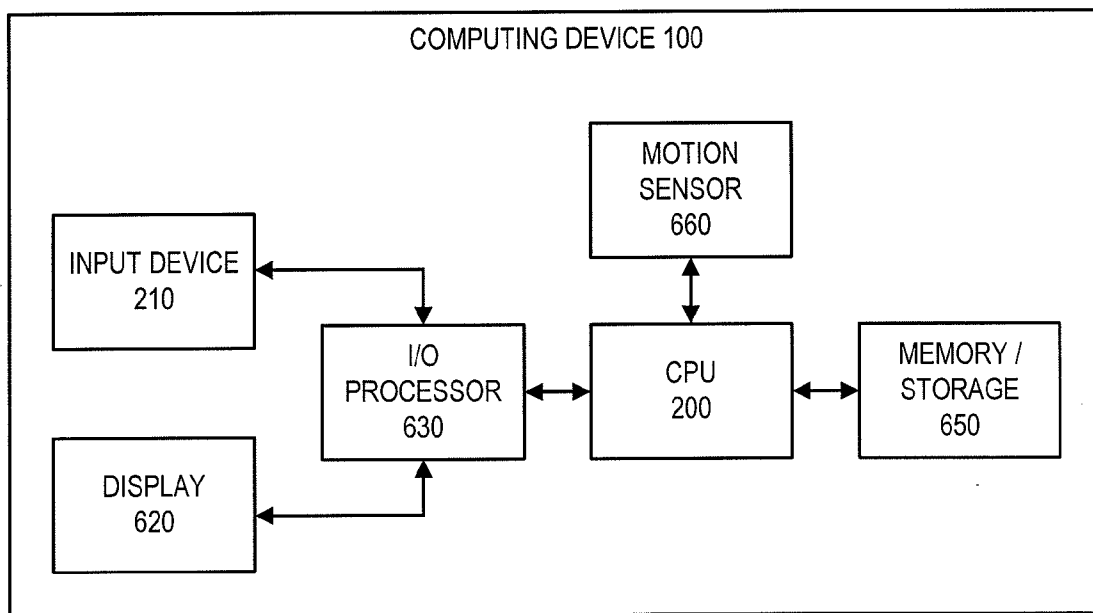 COMPUTING DEVICE 100
MOTION
SENSOR
660
INPUT DEVICE
210
I/O
PROCESSOR
630
CPU
200
MEMORY /
STORAGE
650
DISPLAY
620